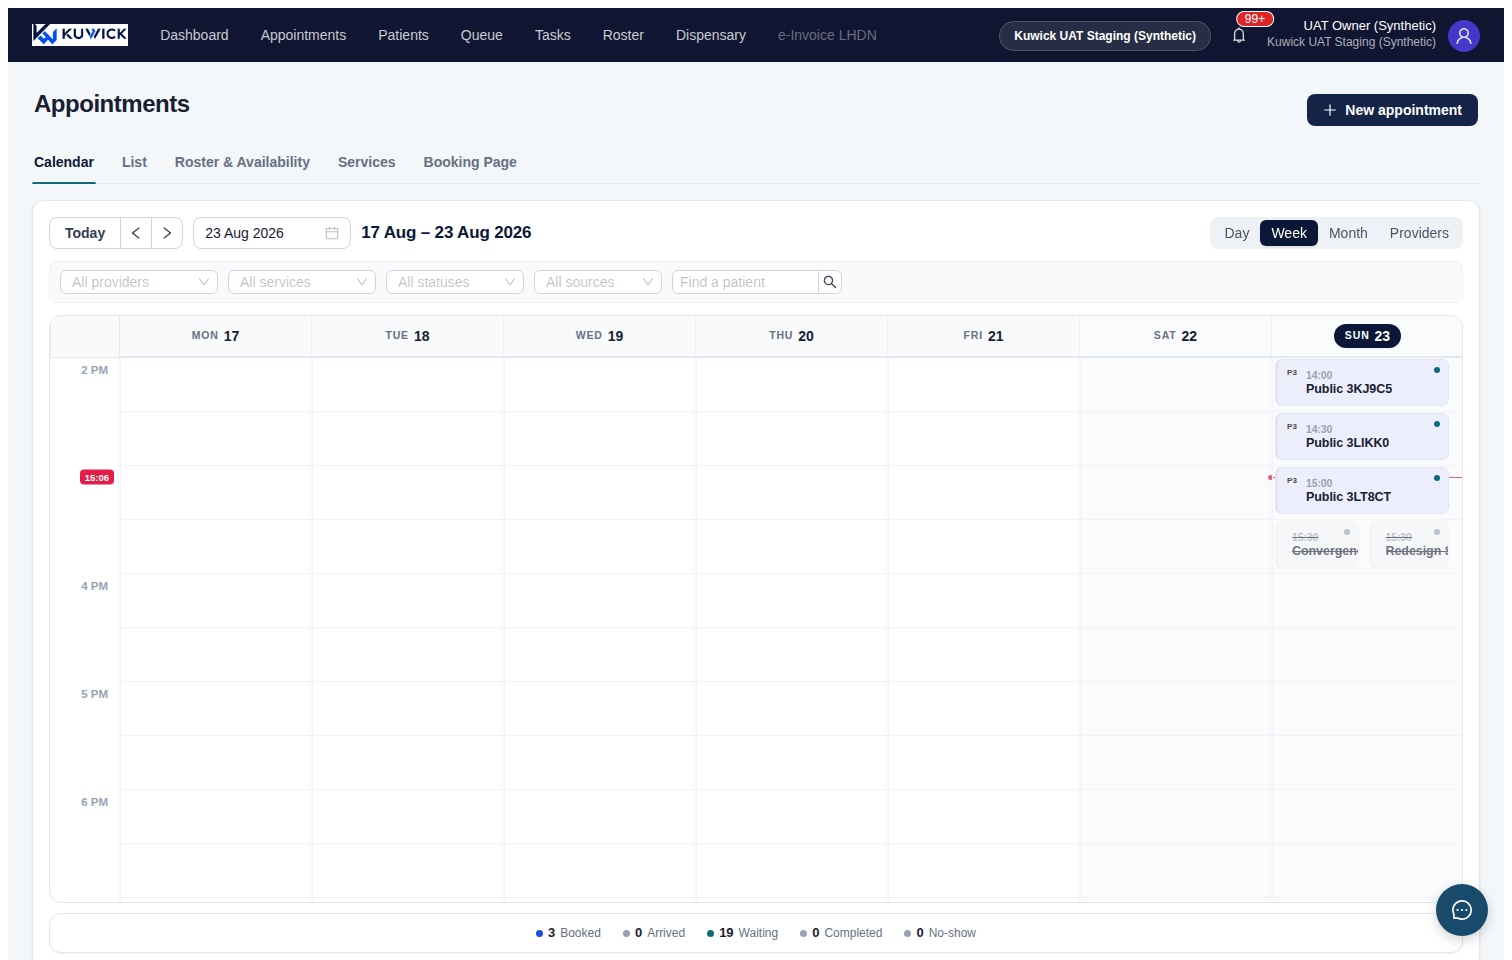 KUWICK
Dashboard
Appointments
Patients
Queue
Tasks
Roster
Dispensary
e-Invoice LHDN
Kuwick UAT Staging (Synthetic)
99+
UAT Owner (Synthetic)
Kuwick UAT Staging (Synthetic)
Appointments
New appointment
Calendar
List
Roster & Availability
Services
Booking Page
Today
23 Aug 2026
17 Aug – 23 Aug 2026
Day
Week
Month
Providers
All providers
All services
All statuses
All sources
Find a patient
MON 17
TUE 18
WED 19
THU 20
FRI 21
SAT 22
SUN 23
2 PM
P3 14:00
Public 3KJ9C5
P3 14:30
Public 3LIKK0
15:06
P3 15:00
Public 3LT8CT
15:30
Convergen
15:30
Redesign
4 PM
5 PM
6 PM
3 Booked
0 Arrived
19 Waiting
0 Completed
0 No-show